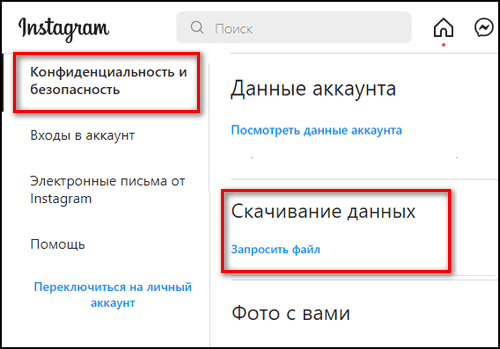 Instagram
Поиск
Конфиденциальность и
безопасность
Входы в аккаунт
Электронные письма от
Instagram
Помощь
Переключиться на личный
аккаунт
Данные аккаунта
Посмотреть данные аккаунта
Скачивание данных
Запросить файл
Фото с вами